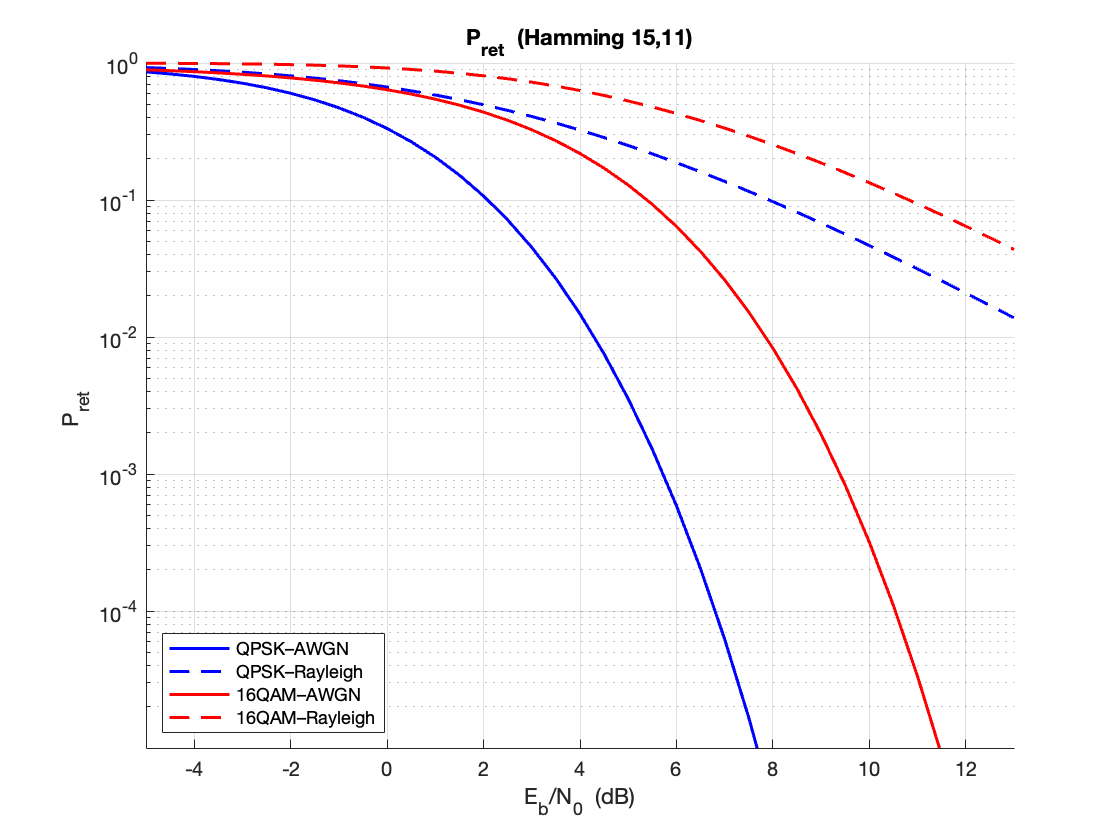 P_ret (Hamming 15,11)
10^0
10^-1
10^-2
10^-3
10^-4
P_ret
QPSK–AWGN
QPSK–Rayleigh
16QAM–AWGN
16QAM–Rayleigh
-4 -2 0 2 4 6 8 10 12
E_b/N_0 (dB)